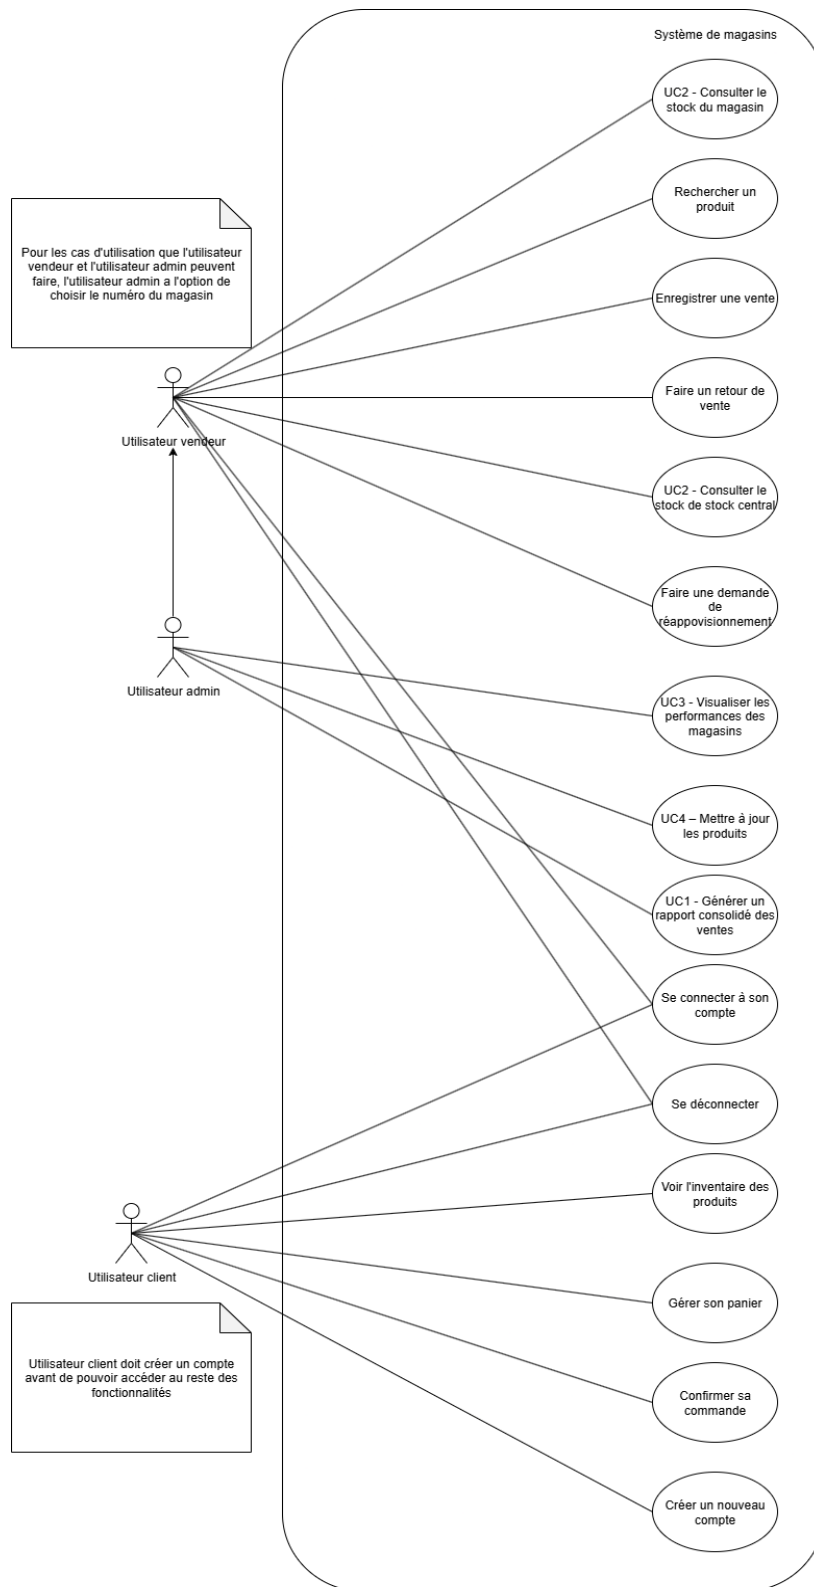 Système de magasins
UC2 - Consulter le
stock du magasin
Rechercher un
produit
Pour les cas d'utilisation que l'utilisateur
vendeur et l'utilisateur admin peuvent
faire, l'utilisateur admin a l'option de
choisir le numéro du magasin
Enregistrer une vente
Faire un retour de
vente
Utilisateur vendeur
UC2 - Consulter le
stock de stock central
Faire une demande
de
réappovisionnement
Utilisateur admin
UC3 - Visualiser les
performances des
magasins
UC4 – Mettre à jour
les produits
UC1 - Générer un
rapport consolidé des
ventes
Se connecter à son
compte
Se déconnecter
Voir l'inventaire des
produits
Utilisateur client
Gérer son panier
Utilisateur client doit créer un compte
avant de pouvoir accéder au reste des
fonctionnalités
Confirmer sa
commande
Créer un nouveau
compte